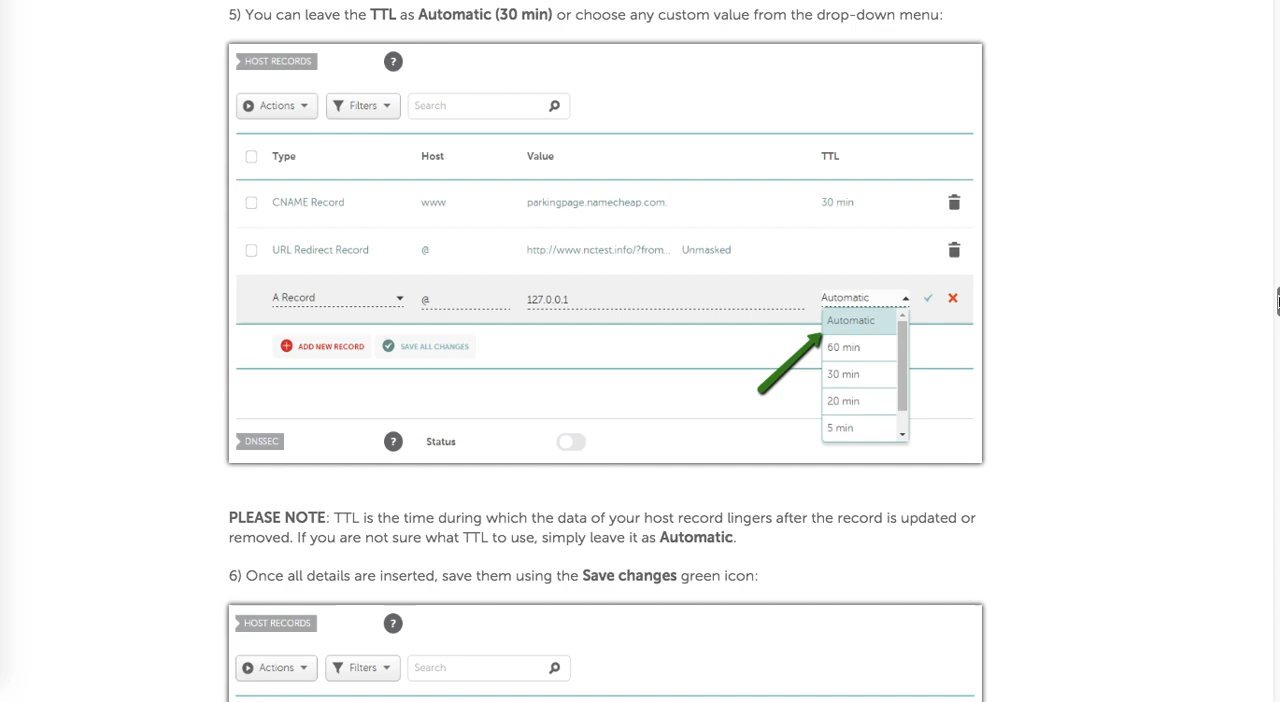 5) You can leave the TTL as Automatic (30 min) or choose any custom value from the drop-down menu:
HOST RECORDS ?
Actions Filters Search
Type Host Value TTL
CNAME Record www parkingpage.namecheap.com. 30 min
URL Redirect Record @ http://www.nctest.info/?from... Unmasked
A Record @ 127.0.0.1 Automatic
Automatic
ADD NEW RECORD SAVE ALL CHANGES 60 min
30 min
20 min
5 min
DNSSEC ? Status
PLEASE NOTE: TTL is the time during which the data of your host record lingers after the record is updated or
removed. If you are not sure what TTL to use, simply leave it as Automatic.
6) Once all details are inserted, save them using the Save changes green icon:
HOST RECORDS ?
Actions Filters Search